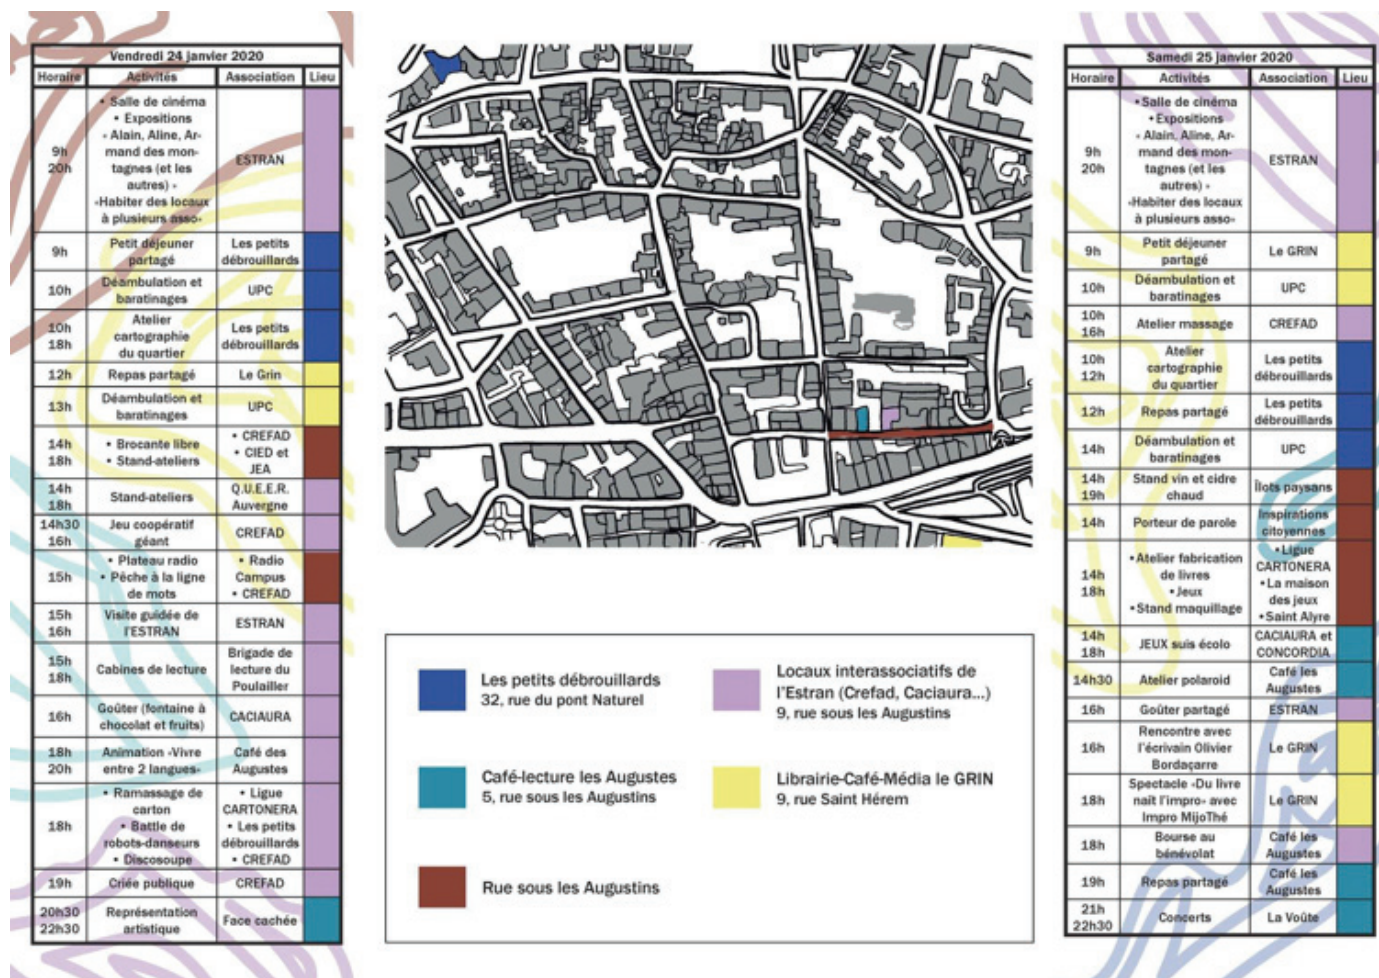 Vendredi 24 janvier 2020
Horaire Activités Association Lieu
9h
20h
• Salle de cinéma
• Expositions
« Alain, Aline, Ar-
mand des mon-
tagnes (et les
autres) »
«Habiter des locaux
à plusieurs asso»
ESTRAN
9h
Petit déjeuner
partagé
Les petits
débrouillards
10h
Déambulation et
baratinages
UPC
10h
18h
Atelier
cartographie
du quartier
Les petits
débrouillards
12h
Repas partagé
Le Grin
13h
Déambulation et
baratinages
UPC
14h
18h
• Brocante libre
• Stand-ateliers
• CREFAD
• CIED et
JEA
14h
18h
Stand-ateliers
Q.U.E.E.R.
Auvergne
14h30
16h
Jeu coopératif
géant
CREFAD
15h
• Plateau radio
• Pêche à la ligne
de mots
• Radio
Campus
• CREFAD
15h
16h
Visite guidée de
l'ESTRAN
ESTRAN
15h
18h
Cabines de lecture
Brigade de
lecture du
Poulailler
16h
Goûter (fontaine à
chocolat et fruits)
CACIAURA
18h
20h
Animation «Vivre
entre 2 langues»
Café des
Augustes
18h
• Ramassage de
carton
• Battle de
robots-danseurs
• Discosoupe
• Ligue
CARTONERA
• Les petits
débrouillards
• CREFAD
19h
Criée publique
CREFAD
20h30
22h30
Représentation
artistique
Face cachée
Les petits débrouillards
32, rue du pont Naturel
Locaux interassociatifs de
l'Estran (Crefad, Caciaura...)
9, rue sous les Augustins
Café-lecture les Augustes
5, rue sous les Augustins
Librairie-Café-Média le GRIN
9, rue Saint Hérem
Rue sous les Augustins
Samedi 25 janvier 2020
Horaire Activités Association Lieu
9h
20h
• Salle de cinéma
• Expositions
« Alain, Aline, Ar-
mand des mon-
tagnes (et les
autres) »
«Habiter des locaux
à plusieurs asso»
ESTRAN
9h
Petit déjeuner
partagé
Le GRIN
10h
Déambulation et
baratinages
UPC
10h
16h
Atelier massage
CREFAD
10h
12h
Atelier
cartographie
du quartier
Les petits
débrouillards
12h
Repas partagé
Les petits
débrouillards
14h
Déambulation et
baratinages
UPC
14h
19h
Stand vin et cidre
chaud
Îlots paysans
14h
Porteur de parole
Inspirations
citoyennes
14h
18h
• Atelier fabrication
de livres
• Jeux
• Stand maquillage
• Ligue
CARTONERA
• La maison
des jeux
• Saint Alyre
14h
18h
JEUX suis écolo
CACIAURA et
CONCORDIA
14h30
Atelier polaroid
Café les
Augustes
16h
Goûter partagé
ESTRAN
16h
Rencontre avec
l'écrivain Olivier
Bordaçarre
Le GRIN
18h
Spectacle «Du livre
naît l'impro» avec
Impro MijoThé
Le GRIN
18h
Bourse au
bénévolat
Café les
Augustes
19h
Repas partagé
Café les
Augustes
21h
22h30
Concerts
La Voûte